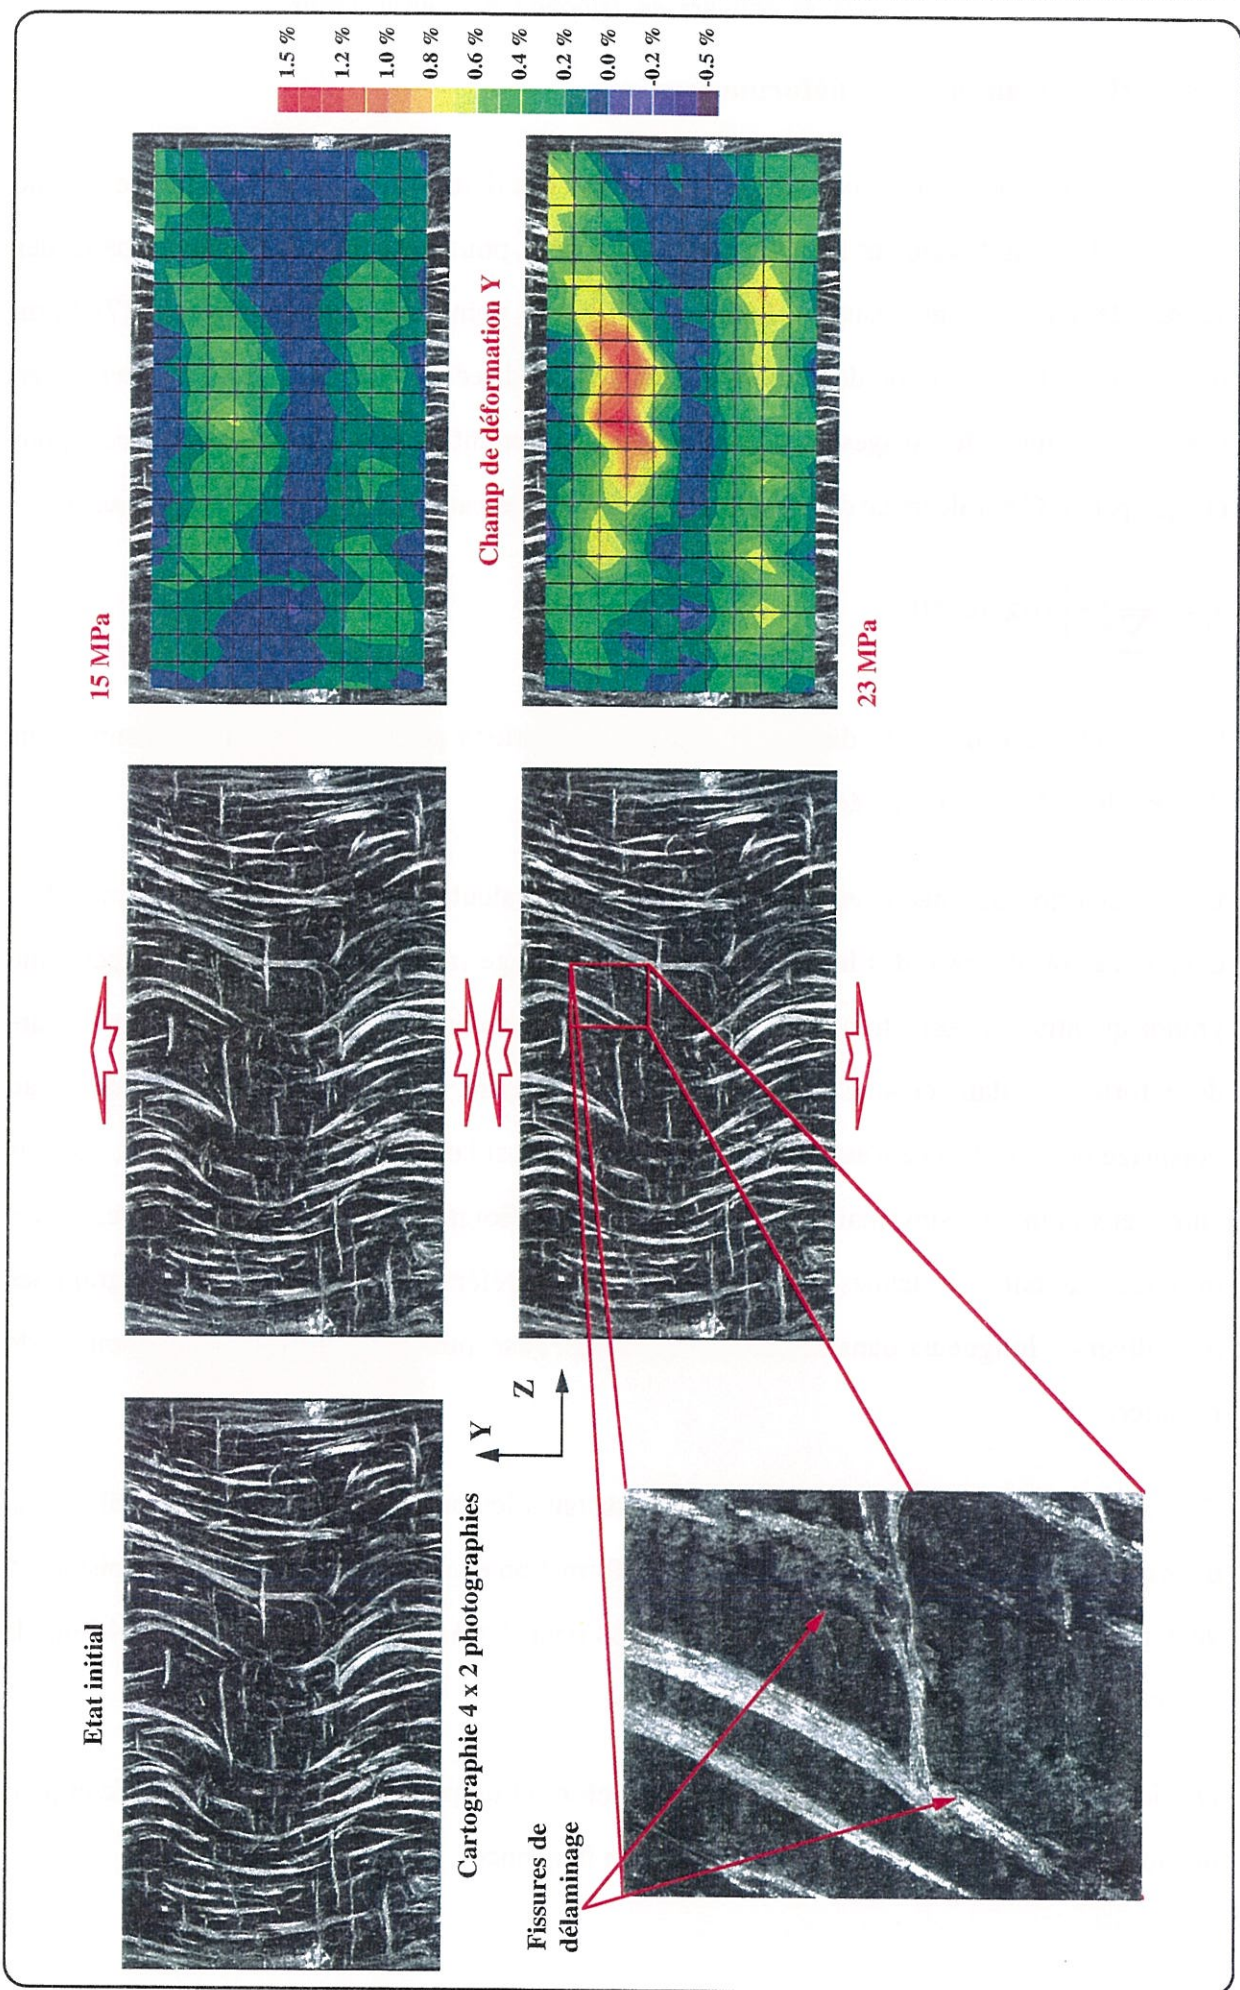 Etat initial
15 MPa
1.5 %
1.2 %
1.0 %
0.8 %
0.6 %
0.4 %
0.2 %
0.0 %
-0.2 %
-0.5 %
Cartographie 4 x 2 photographies
Y
Z
Champ de déformation Y
Fissures de
délaminage
23 MPa